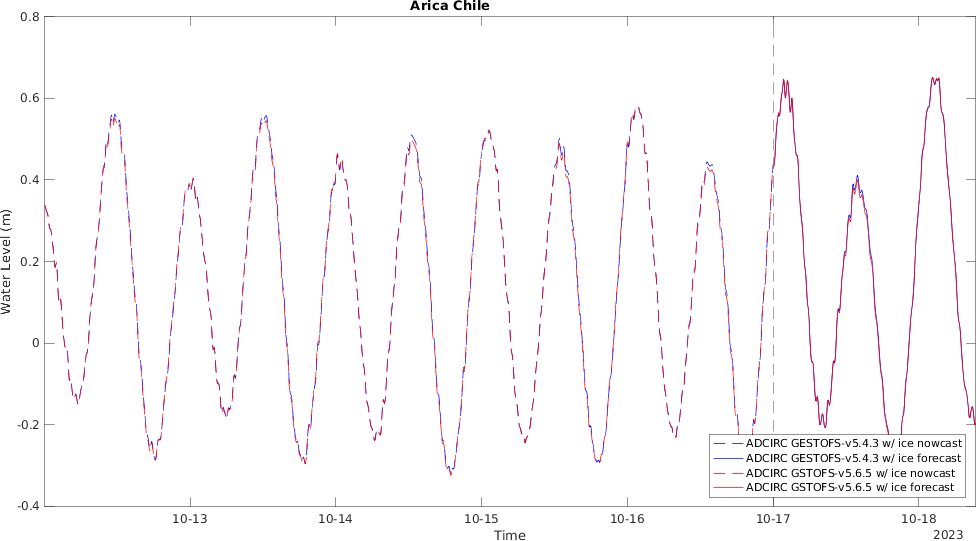 Arica Chile
0.8
0.6
0.4
0.2
0
-0.2
-0.4
Water Level (m)
10-13 10-14 10-15 10-16 10-17 10-18
Time
2023
ADCIRC GESTOFS-v5.4.3 w/ ice nowcast
ADCIRC GESTOFS-v5.4.3 w/ ice forecast
ADCIRC GSTOFS-v5.6.5 w/ ice nowcast
ADCIRC GSTOFS-v5.6.5 w/ ice forecast